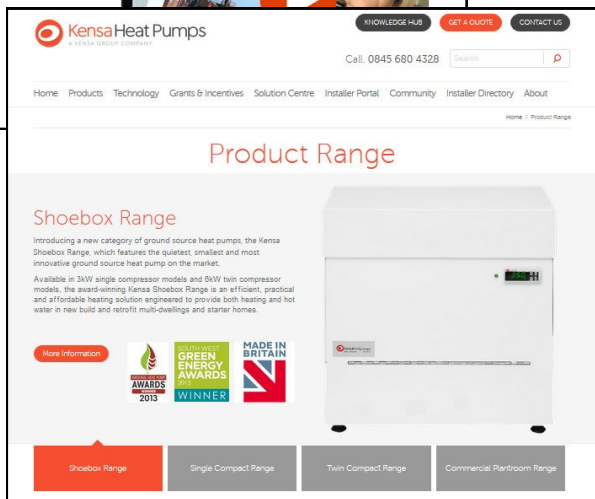 KNOWLEDGE HUB GET A QUOTE CONTACT US
Kensa Heat Pumps
A KENSA GROUP COMPANY
Call. 0845 680 4328 Search
Home Products Technology Grants & Incentives Solution Centre Installer Portal Community Installer Directory About
Home / Product Range
Product Range
Shoebox Range
Introducing a new category of ground source heat pumps, the Kensa
Shoebox Range, which features the quietest, smallest and most
innovative ground source heat pump on the market.
Available in 3kW single compressor models and 6kW twin compressor
models, the award-winning Kensa Shoebox Range is an efficient, practical
and affordable heating solution engineered to provide both heating and hot
water in new build and retrofit multi-dwellings and starter homes.
More Information
AWARDS
2013
SOUTH WEST
GREEN
ENERGY
AWARDS
2013
WINNER
MADE IN
BRITAIN
Shoebox Range Single Compact Range Twin Compact Range Commercial Plantroom Range